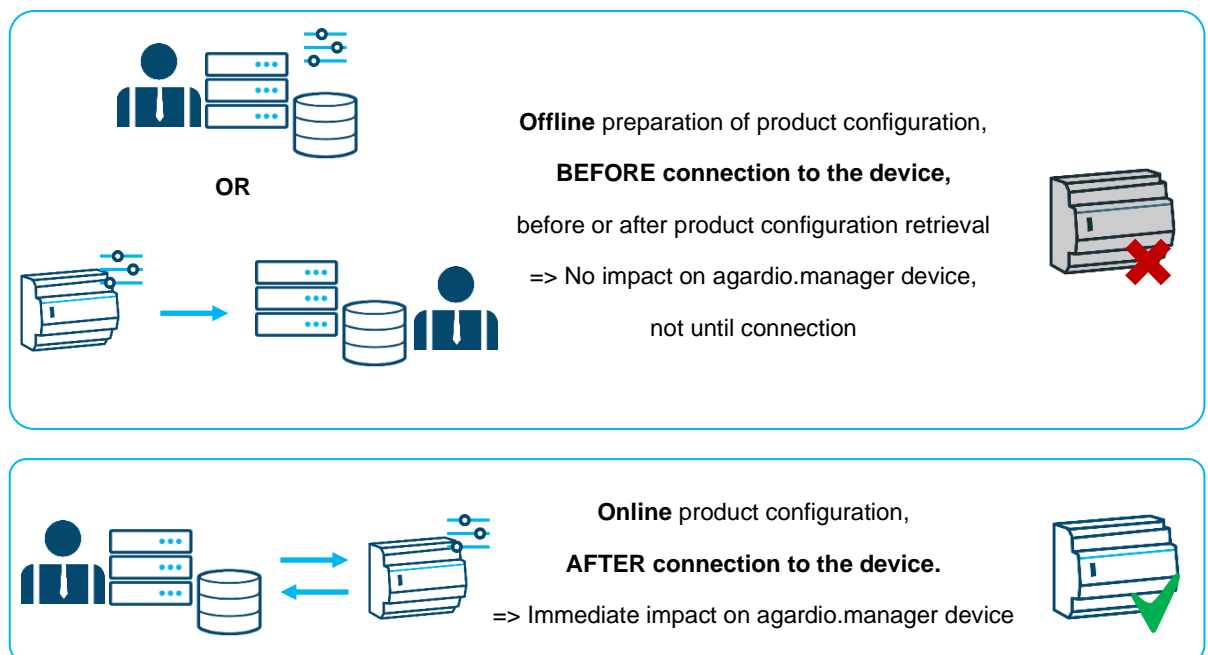 OR
Offline preparation of product configuration,
BEFORE connection to the device,
before or after product configuration retrieval
=> No impact on agardio.manager device,
not until connection
Online product configuration,
AFTER connection to the device.
=> Immediate impact on agardio.manager device